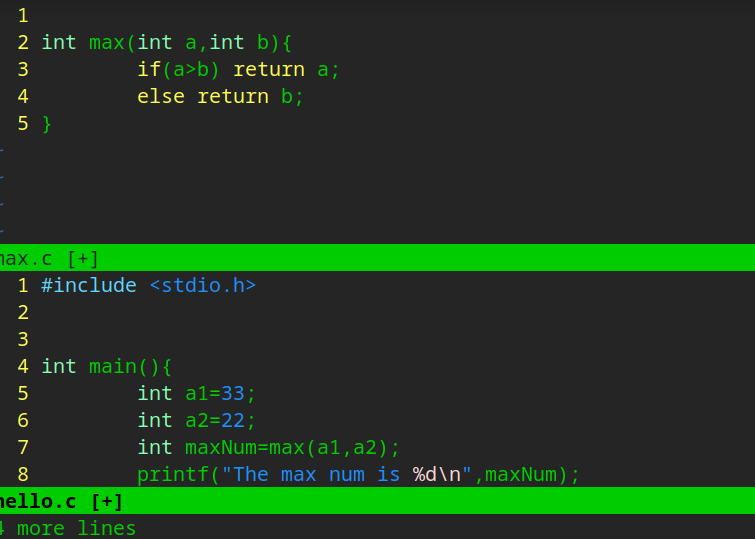 1
2 int max(int a,int b){
3         if(a>b) return a;
4         else return b;
5 }
~
~
~
~
max.c [+]
1 #include <stdio.h>
2
3
4 int main(){
5         int a1=33;
6         int a2=22;
7         int maxNum=max(a1,a2);
8         printf("The max num is %d\n",maxNum);
hello.c [+]
4 more lines